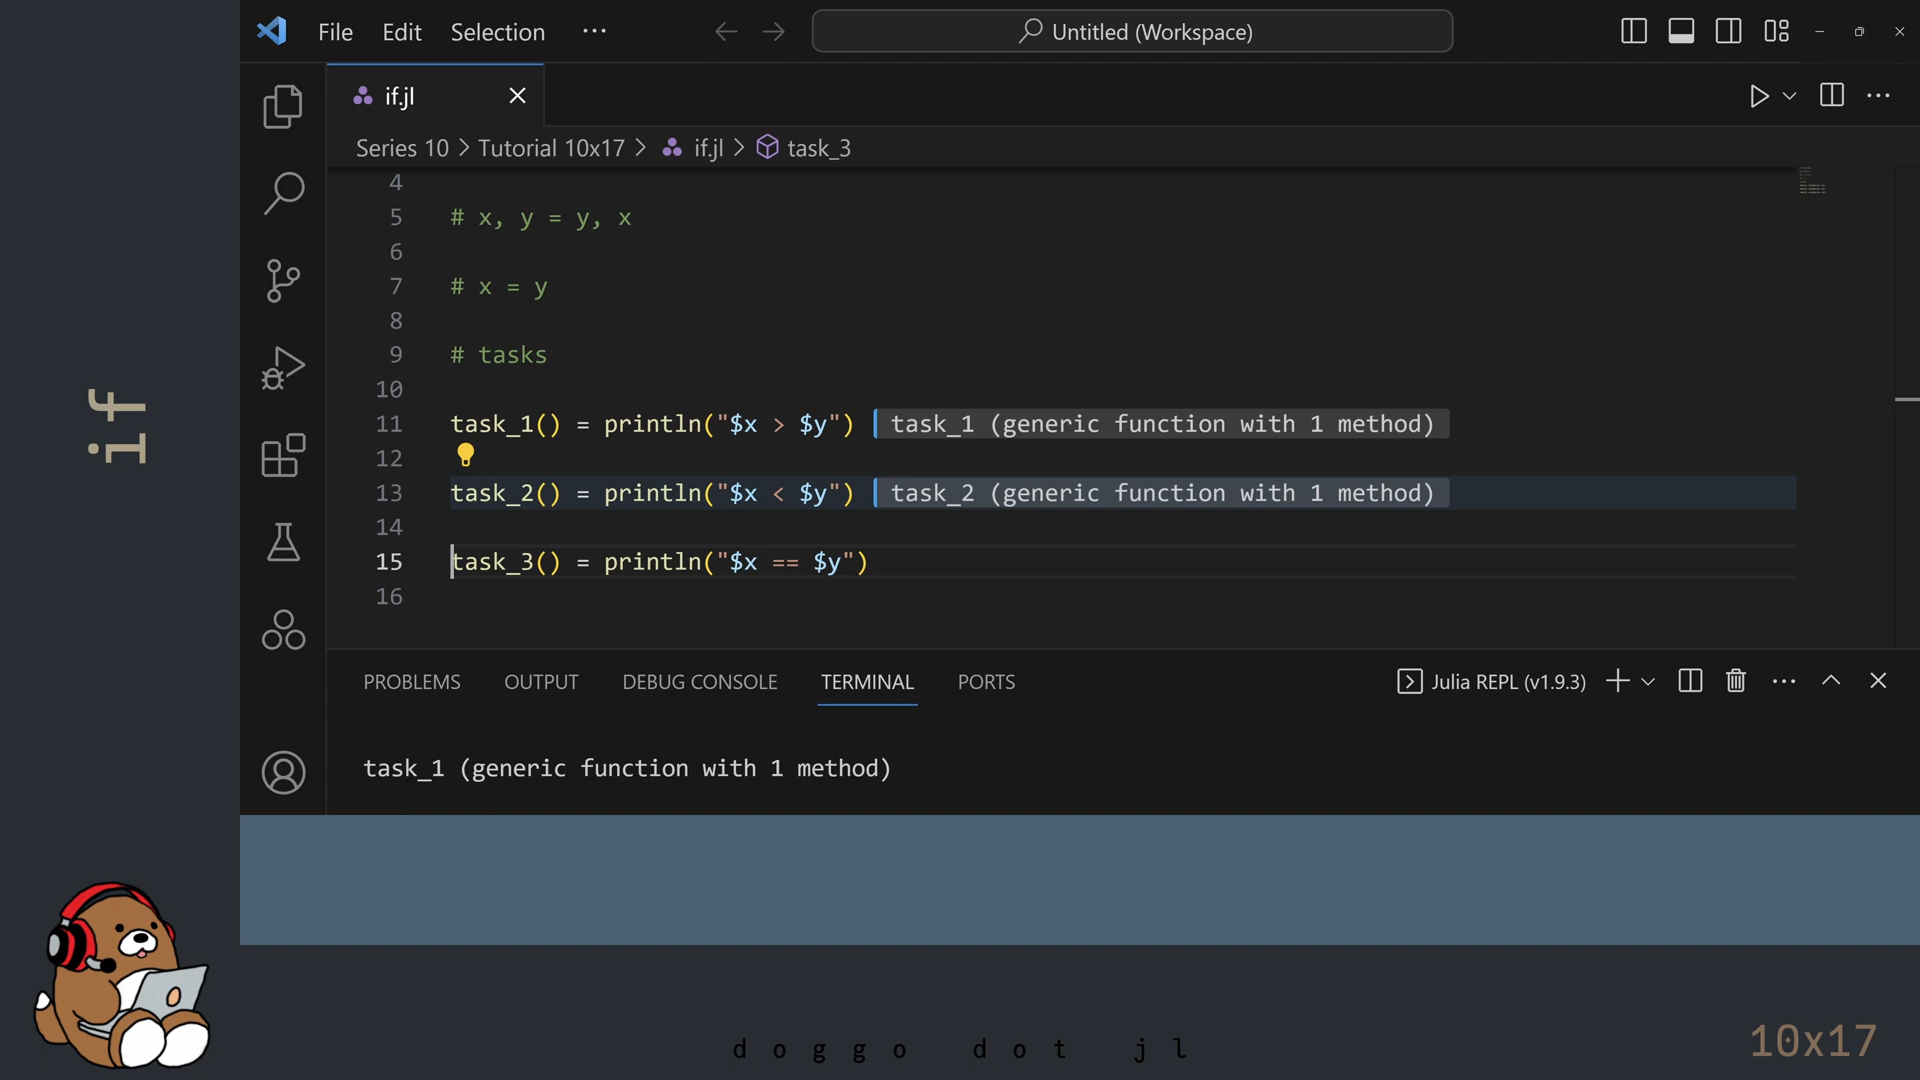 File Edit Selection ··· Untitled (Workspace)
if.jl
Series 10 > Tutorial 10x17 > if.jl > task_3
4
5 # x, y = y, x
6
7 # x = y
8
9 # tasks
10
11 task_1() = println("$x > $y") task_1 (generic function with 1 method)
12
13 task_2() = println("$x < $y") task_2 (generic function with 1 method)
14
15 task_3() = println("$x == $y")
16
PROBLEMS OUTPUT DEBUG CONSOLE TERMINAL PORTS Julia REPL (v1.9.3)
task_1 (generic function with 1 method)
if
doggo dot jl
10x17